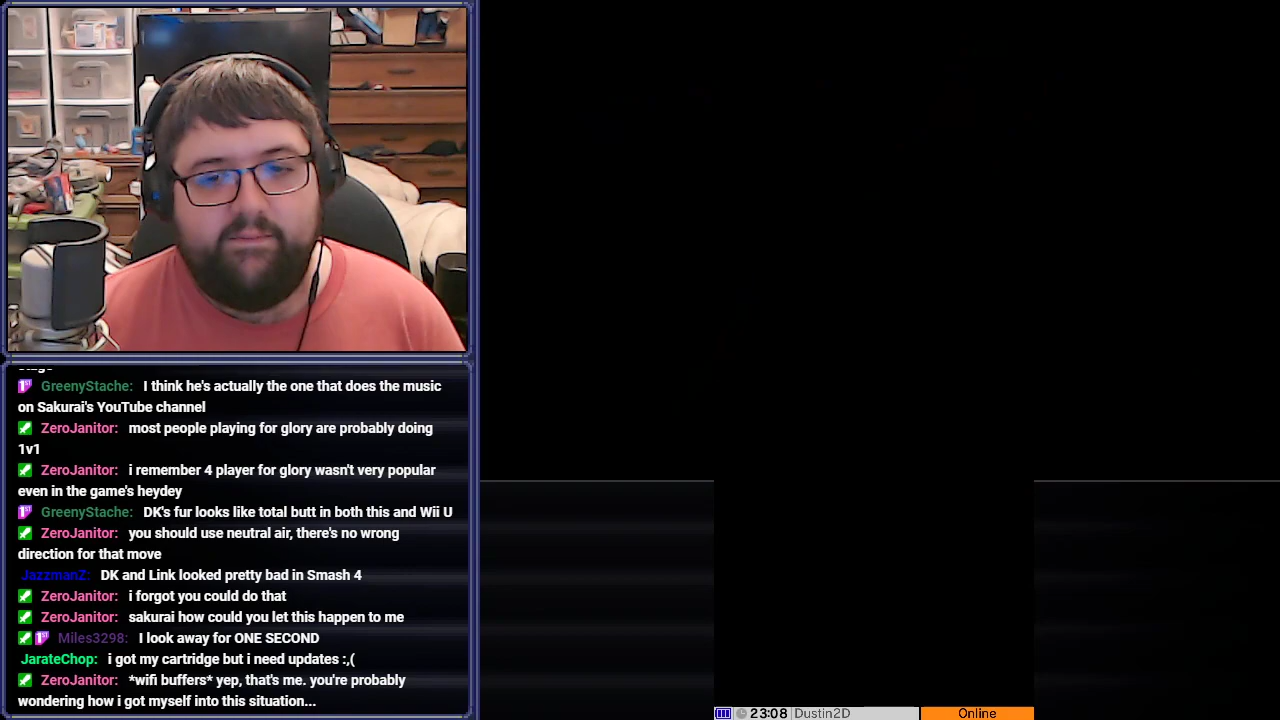 GreenyStache: I think he's actually the one that does the music
on Sakurai's YouTube channel
ZeroJanitor: most people playing for glory are probably doing
1v1
ZeroJanitor: i remember 4 player for glory wasn't very popular
even in the game's heydey
GreenyStache: DK's fur looks like total butt in both this and Wii U
ZeroJanitor: you should use neutral air, there's no wrong
direction for that move
JazzmanZ: DK and Link looked pretty bad in Smash 4
ZeroJanitor: i forgot you could do that
ZeroJanitor: sakurai how could you let this happen to me
Miles3298: I look away for ONE SECOND
JarateChop: i got my cartridge but i need updates :,(
ZeroJanitor: *wifi buffers* yep, that's me. you're probably
wondering how i got myself into this situation...
23:08 Dustin2D Online